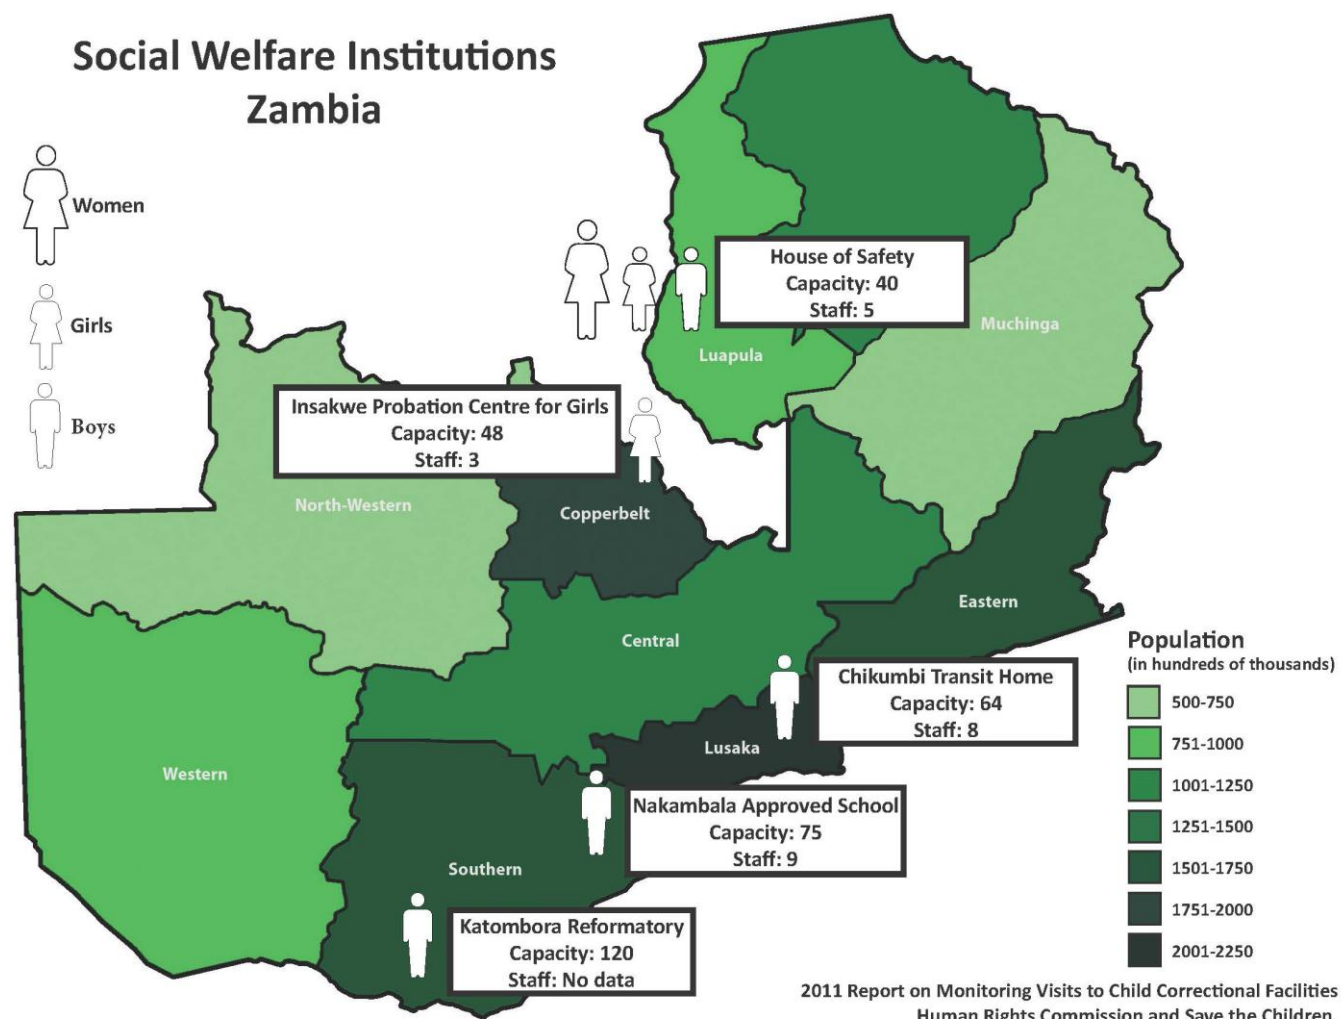 Social Welfare Institutions
Zambia
Women
Girls
Boys
House of Safety
Capacity: 40
Staff: 5
Muchinga
Luapula
Insakwe Probation Centre for Girls
Capacity: 48
Staff: 3
North-Western
Copperbelt
Eastern
Central
Chikumbi Transit Home
Capacity: 64
Staff: 8
Lusaka
Western
Nakambala Approved School
Capacity: 75
Staff: 9
Southern
Katombora Reformatory
Capacity: 120
Staff: No data
Population
(in hundreds of thousands)
500-750
751-1000
1001-1250
1251-1500
1501-1750
1751-2000
2001-2250
2011 Report on Monitoring Visits to Child Correctional Facilities
Human Rights Commission and Save the Children